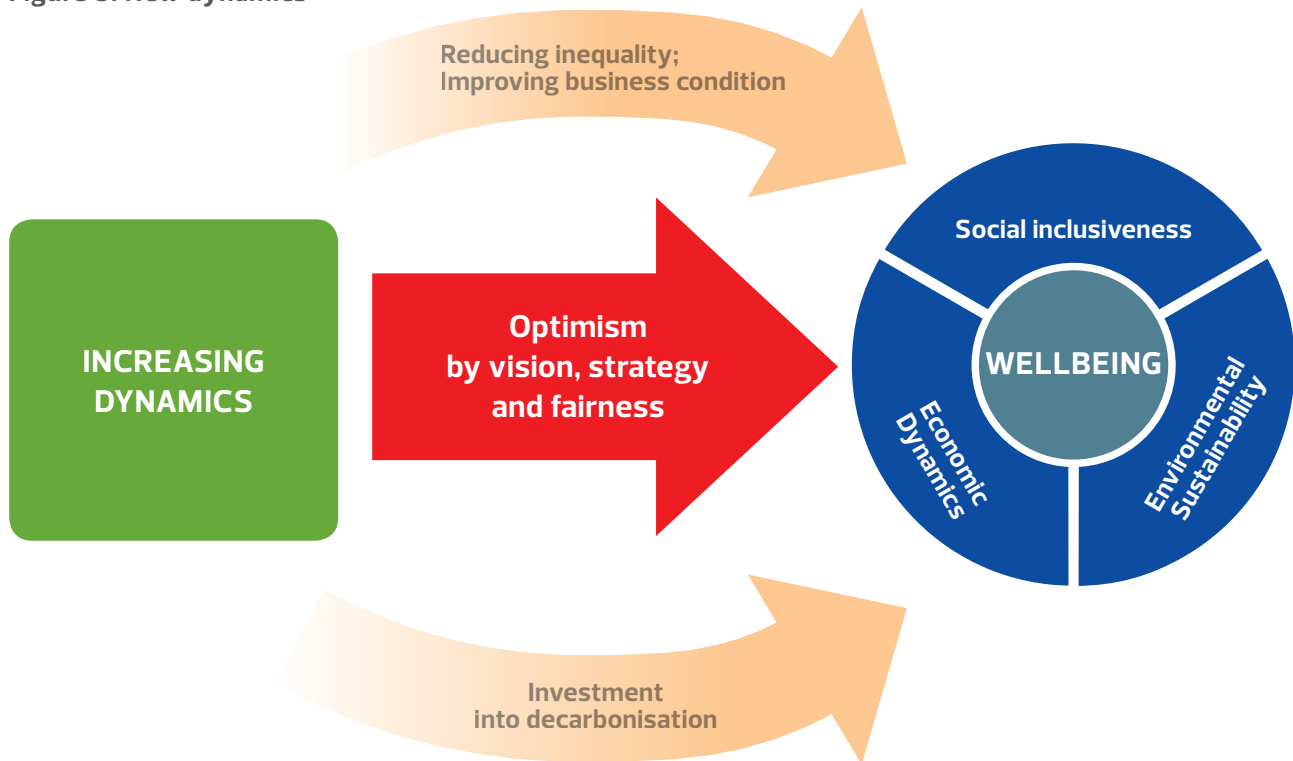 Reducing inequality;
Improving business condition
INCREASING
DYNAMICS
Optimism
by vision, strategy
and fairness
Social inclusiveness
WELLBEING
Economic
Dynamics
Environmental
Sustainability
Investment
into decarbonisation